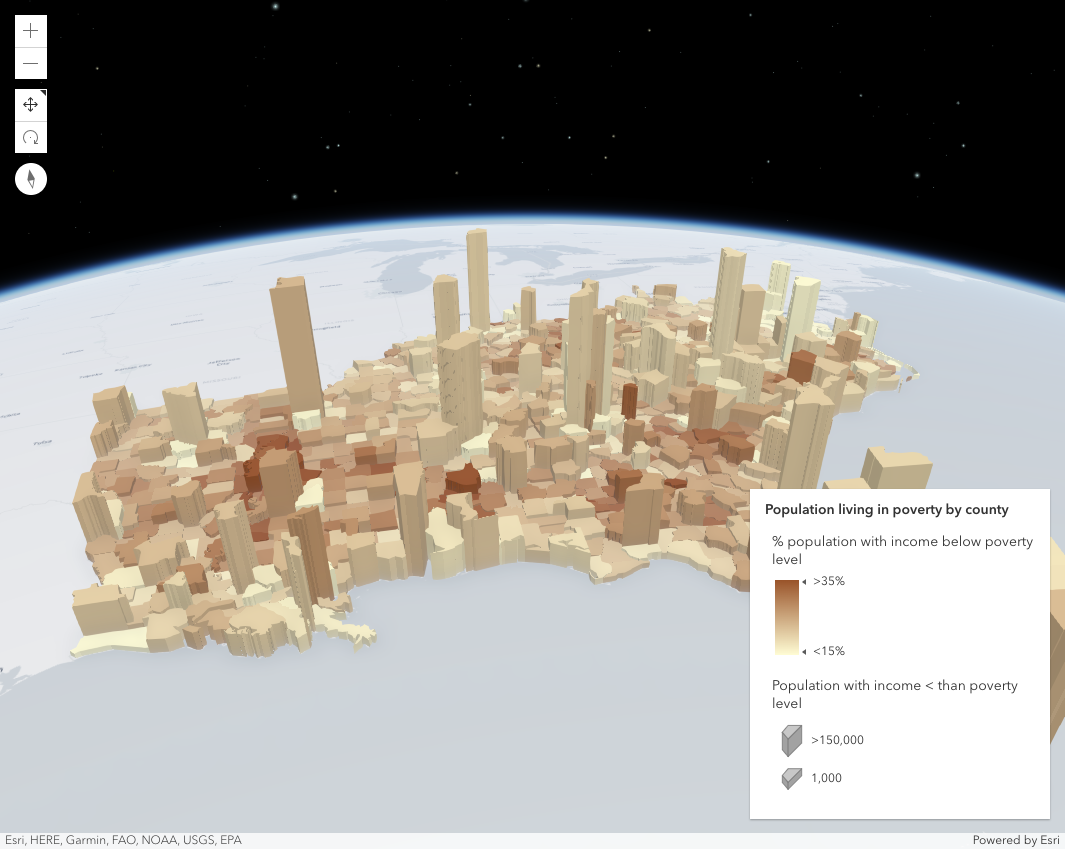 Population living in poverty by county
% population with income below poverty
level
>35%
<15%
Population with income < than poverty
level
>150,000
1,000
Esri, HERE, Garmin, FAO, NOAA, USGS, EPA
Powered by Esri